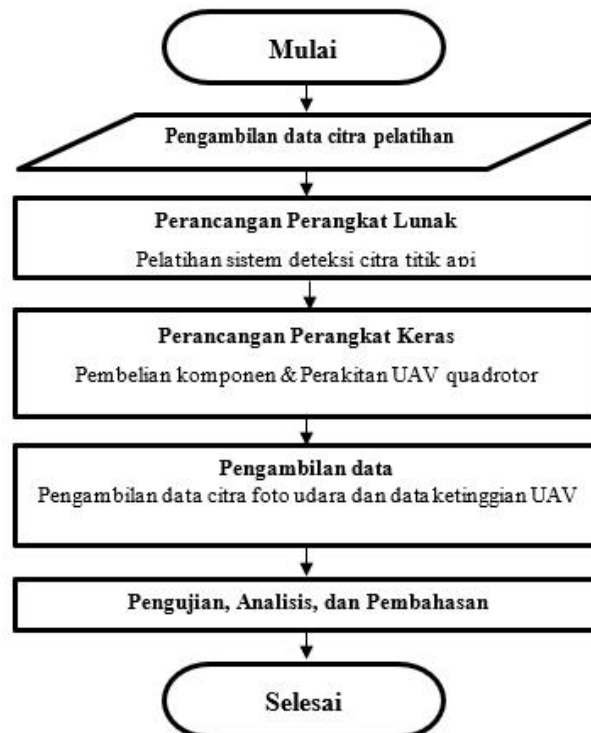 Mulai
Pengambilan data citra pelatihan
Perancangan Perangkat Lunak
Pelatihan sistem deteksi citra titik api
Perancangan Perangkat Keras
Pembelian komponen & Perakitan UAV quadrotor
Pengambilan data
Pengambilan data citra foto udara dan data ketinggian UAV
Pengujian, Analisis, dan Pembahasan
Selesai